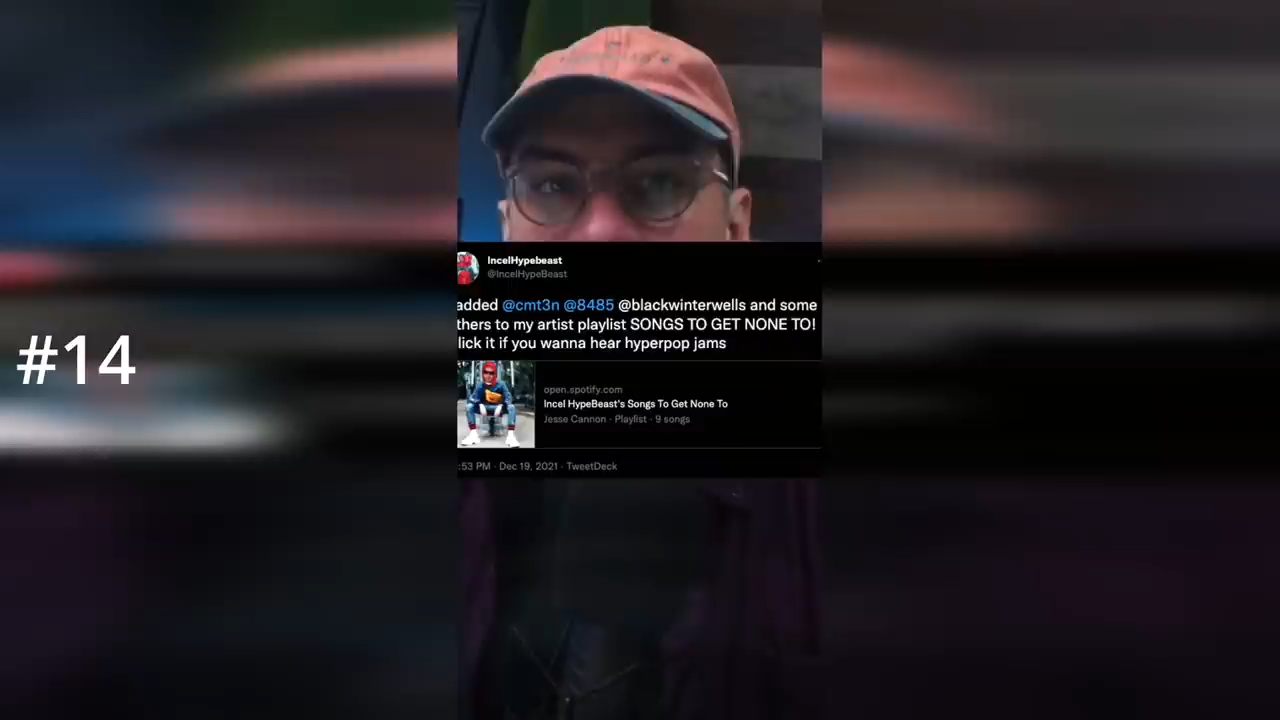 IncelHypebeast
@IncelHypeBeast
added @cmt3n @8485 @blackwinterwells and some
thers to my artist playlist SONGS TO GET NONE TO!
lick it if you wanna hear hyperpop jams
#14
open.spotify.com
Incel HypeBeast's Songs To Get None To
Jesse Cannon · Playlist · 9 songs
:53 PM · Dec 19, 2021 · TweetDeck